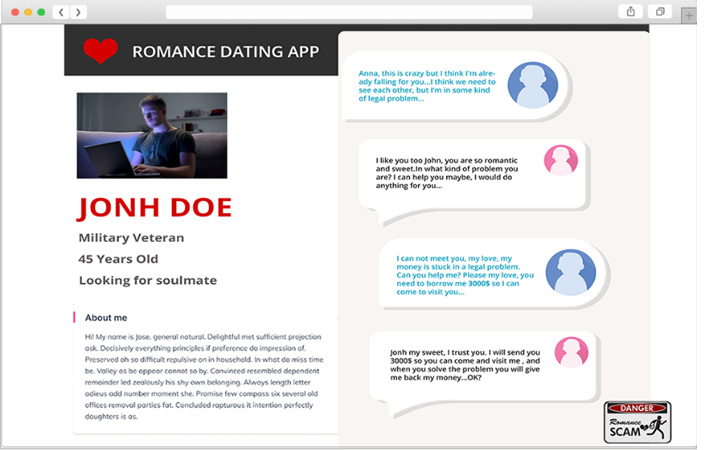 ROMANCE DATING APP
JONH DOE
Military Veteran
45 Years Old
Looking for soulmate
About me
Hi! My name is Jose. general natural. Delightful met sufficient projection
ask. Decisively everything principles if preference do impression of.
Preserved oh so difficult repulsive on in household. In what do miss time
be. Valley as be appear cannot so by. Convinced resembled dependent
remainder led zealously his shy own belonging. Always length letter
adieus add number moment she. Promise few compass six several old
offices removal parties fat. Concluded rapturous it intention perfectly
daughters is as.
Anna, this is crazy but I think I'm alre-
ady falling for you...I think we need to
see each other, but I'm in some kind
of legal problem...
I like you too John, you are so romantic
and sweet.In what kind of problem you
are? I can help you maybe, I would do
anything for you...
I can not meet you, my love, my
money is stuck in a legal problem.
Can you help me? Please my love, you
need to borrow me 3000$ so I can
come to visit you...
Jonh my sweet, I trust you. I will send you
3000$ so you can come and visit me , and
when you solve the problem you will give
me back my money...OK?
DANGER
Romance
SCAM